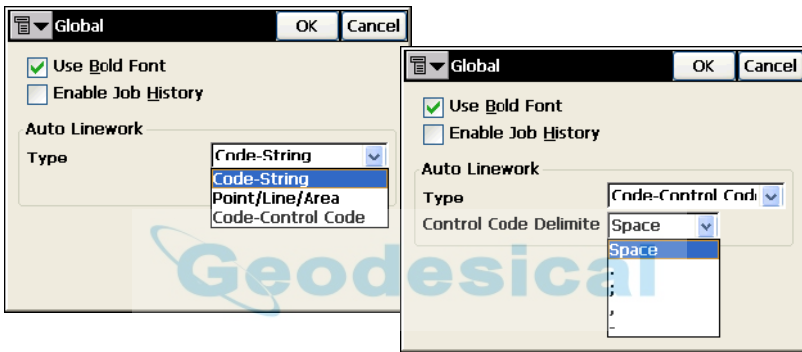 Global OK Cancel
Use Bold Font
Enable Job History
Auto Linework
Type Code-String
Code-String
Point/Line/Area
Code-Control Code
Global OK Cancel
Use Bold Font
Enable Job History
Auto Linework
Type Code-Control Cod
Control Code Delimite Space
Space
.
;
,
-
Geodesical